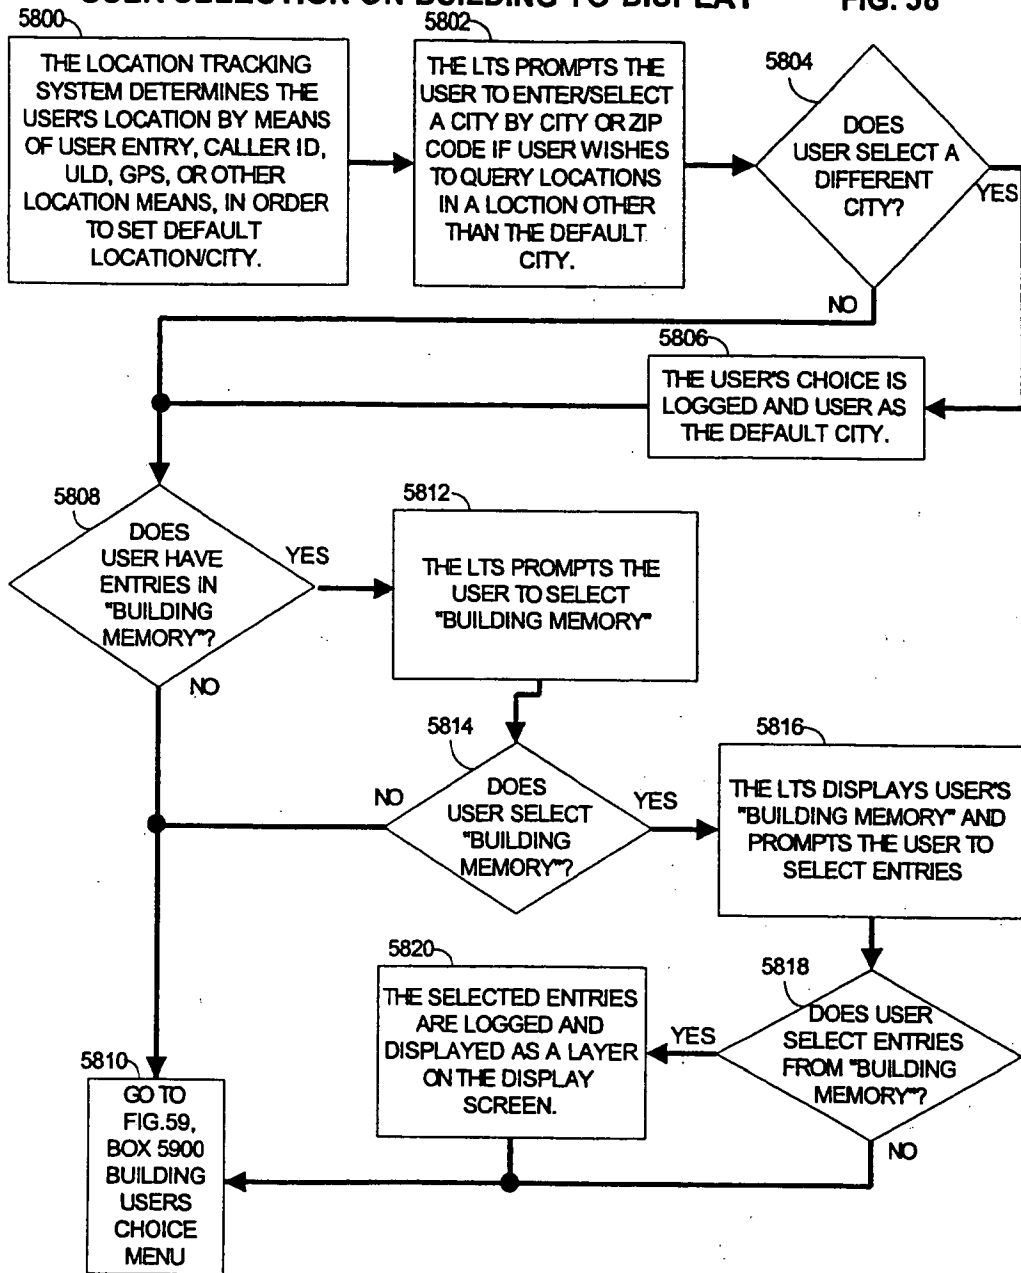 USER SELECTION ON BUILDING TO DISPLAY FIG. 58
5800
THE LOCATION TRACKING
SYSTEM DETERMINES THE
USER'S LOCATION BY MEANS
OF USER ENTRY, CALLER ID,
ULD, GPS, OR OTHER
LOCATION MEANS, IN ORDER
TO SET DEFAULT
LOCATION/CITY.
5802
THE LTS PROMPTS THE
USER TO ENTER/SELECT
A CITY BY CITY OR ZIP
CODE IF USER WISHES
TO QUERY LOCATIONS
IN A LOCTION OTHER
THAN THE DEFAULT
CITY.
5804
DOES
USER SELECT A
DIFFERENT
CITY?
YES
NO
5806
THE USER'S CHOICE IS
LOGGED AND USER AS
THE DEFAULT CITY.
5808
DOES
USER HAVE
ENTRIES IN
"BUILDING
MEMORY"?
YES
NO
5812
THE LTS PROMPTS THE
USER TO SELECT
"BUILDING MEMORY"
5814
DOES
USER SELECT
"BUILDING
MEMORY"?
NO
YES
5816
THE LTS DISPLAYS USER'S
"BUILDING MEMORY" AND
PROMPTS THE USER TO
SELECT ENTRIES
5818
DOES USER
SELECT ENTRIES
FROM "BUILDING
MEMORY"?
YES
NO
5820
THE SELECTED ENTRIES
ARE LOGGED AND
DISPLAYED AS A LAYER
ON THE DISPLAY
SCREEN.
5810
GO TO
FIG.59,
BOX 5900
BUILDING
USERS
CHOICE
MENU